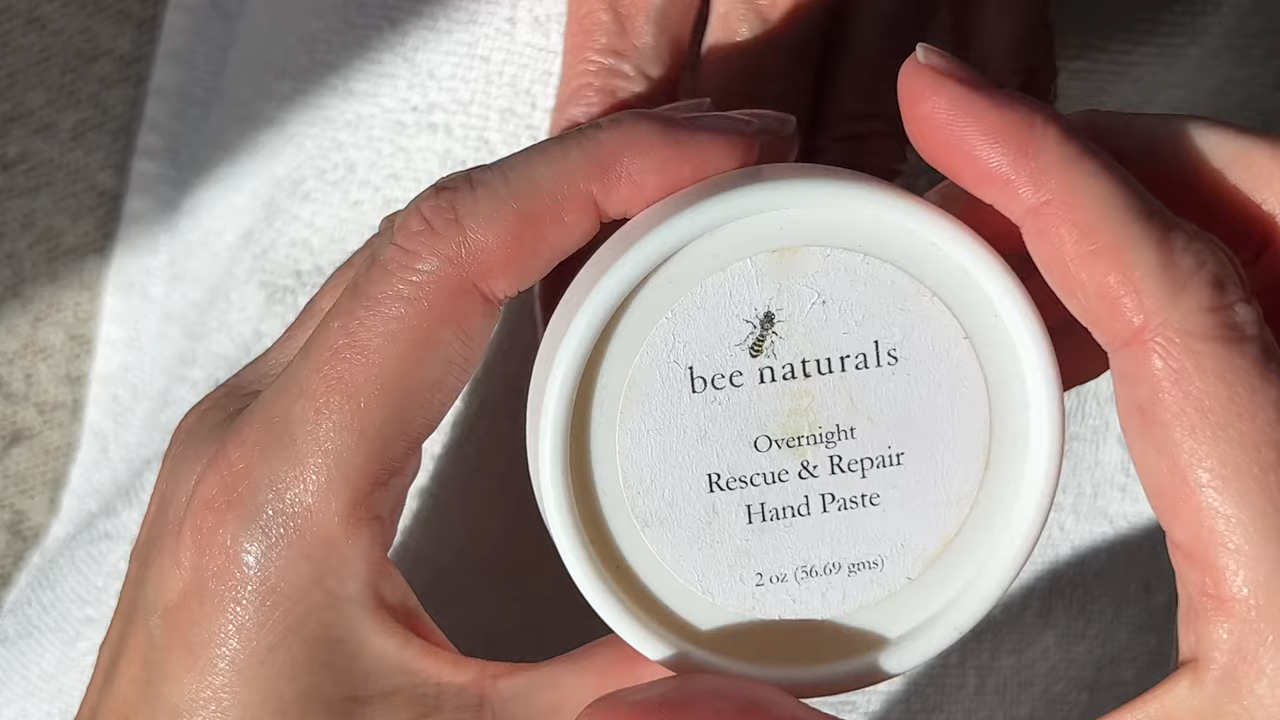 bee naturals
Overnight
Rescue & Repair
Hand Paste
2 oz (56.69 gms)